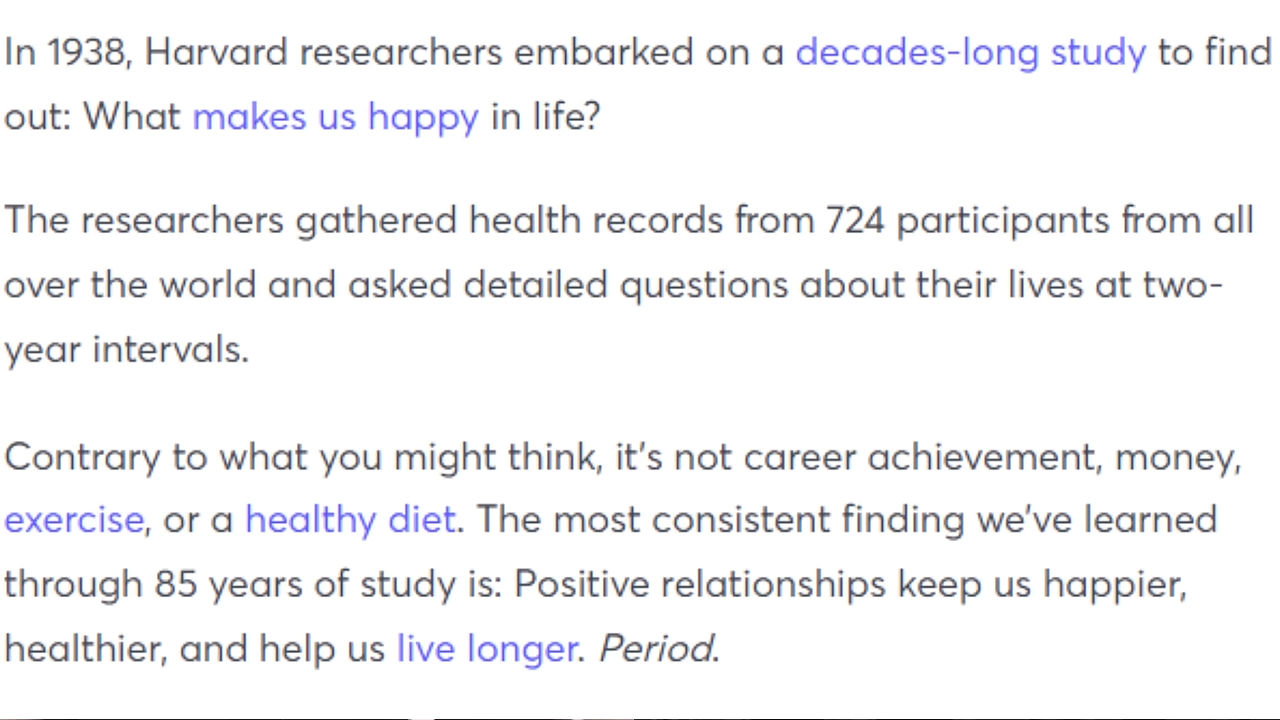 In 1938, Harvard researchers embarked on a decades-long study to find
out: What makes us happy in life?
The researchers gathered health records from 724 participants from all
over the world and asked detailed questions about their lives at two-
year intervals.
Contrary to what you might think, it's not career achievement, money,
exercise, or a healthy diet. The most consistent finding we've learned
through 85 years of study is: Positive relationships keep us happier,
healthier, and help us live longer. Period.